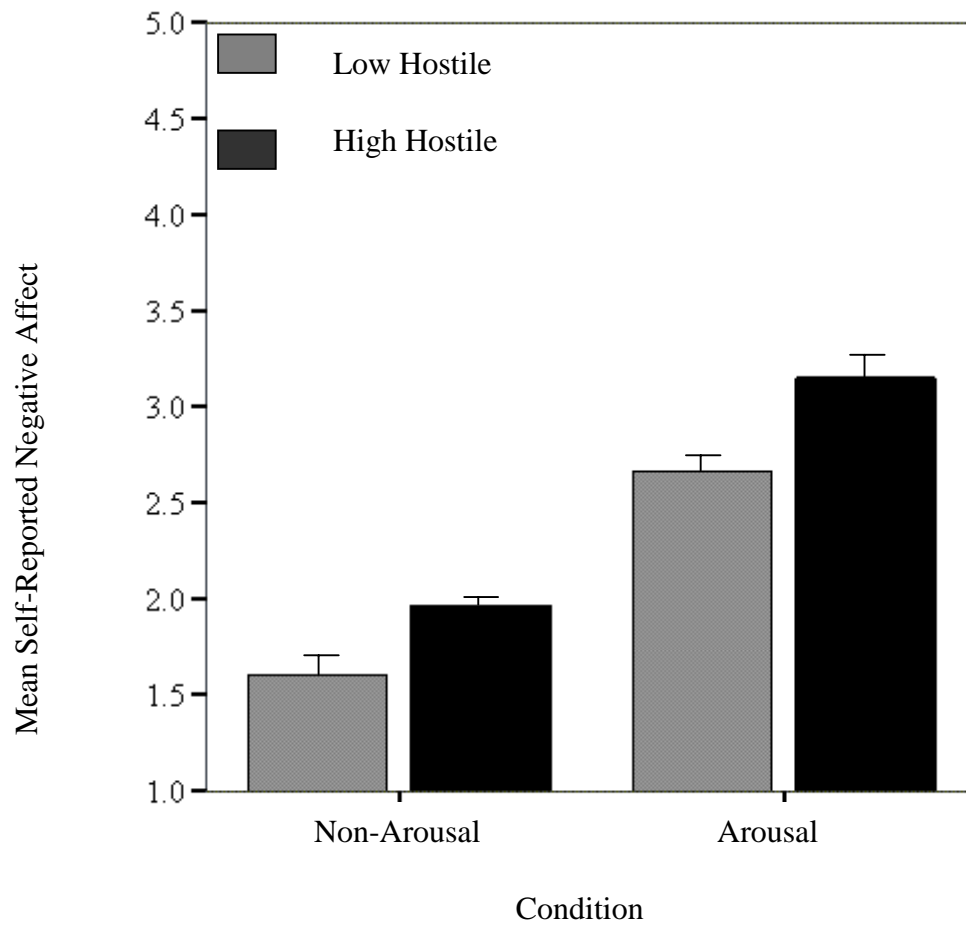 5.0
Low Hostile
4.5
High Hostile
4.0
3.5
3.0
2.5
2.0
1.5
1.0
Mean Self-Reported Negative Affect
Non-Arousal Arousal
Condition